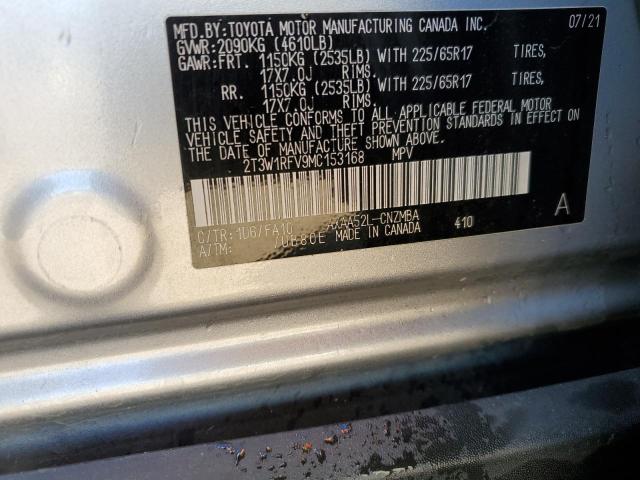 MFD.BY:TOYOTA MOTOR MANUFACTURING CANADA INC. 07/21
GVWR:2090KG (4610LB)
GAWR:FRT. 1150KG (2535LB) WITH 225/65R17 TIRES,
17X7.0J RIMS.
RR. 1150KG (2535LB) WITH 225/65R17 TIRES,
17X7.0J RIMS.
THIS VEHICLE CONFORMS TO ALL APPLICABLE FEDERAL MOTOR
VEHICLE SAFETY AND THEFT PREVENTION STANDARDS IN EFFECT ON
THE DATE OF MANUFACTURE SHOWN ABOVE.
2T3W1RFV9MC153168 MPV
C/TR:1D6/FA10 AXAA52L-CNZMBA 410 A
A/TM: MADE IN CANADA